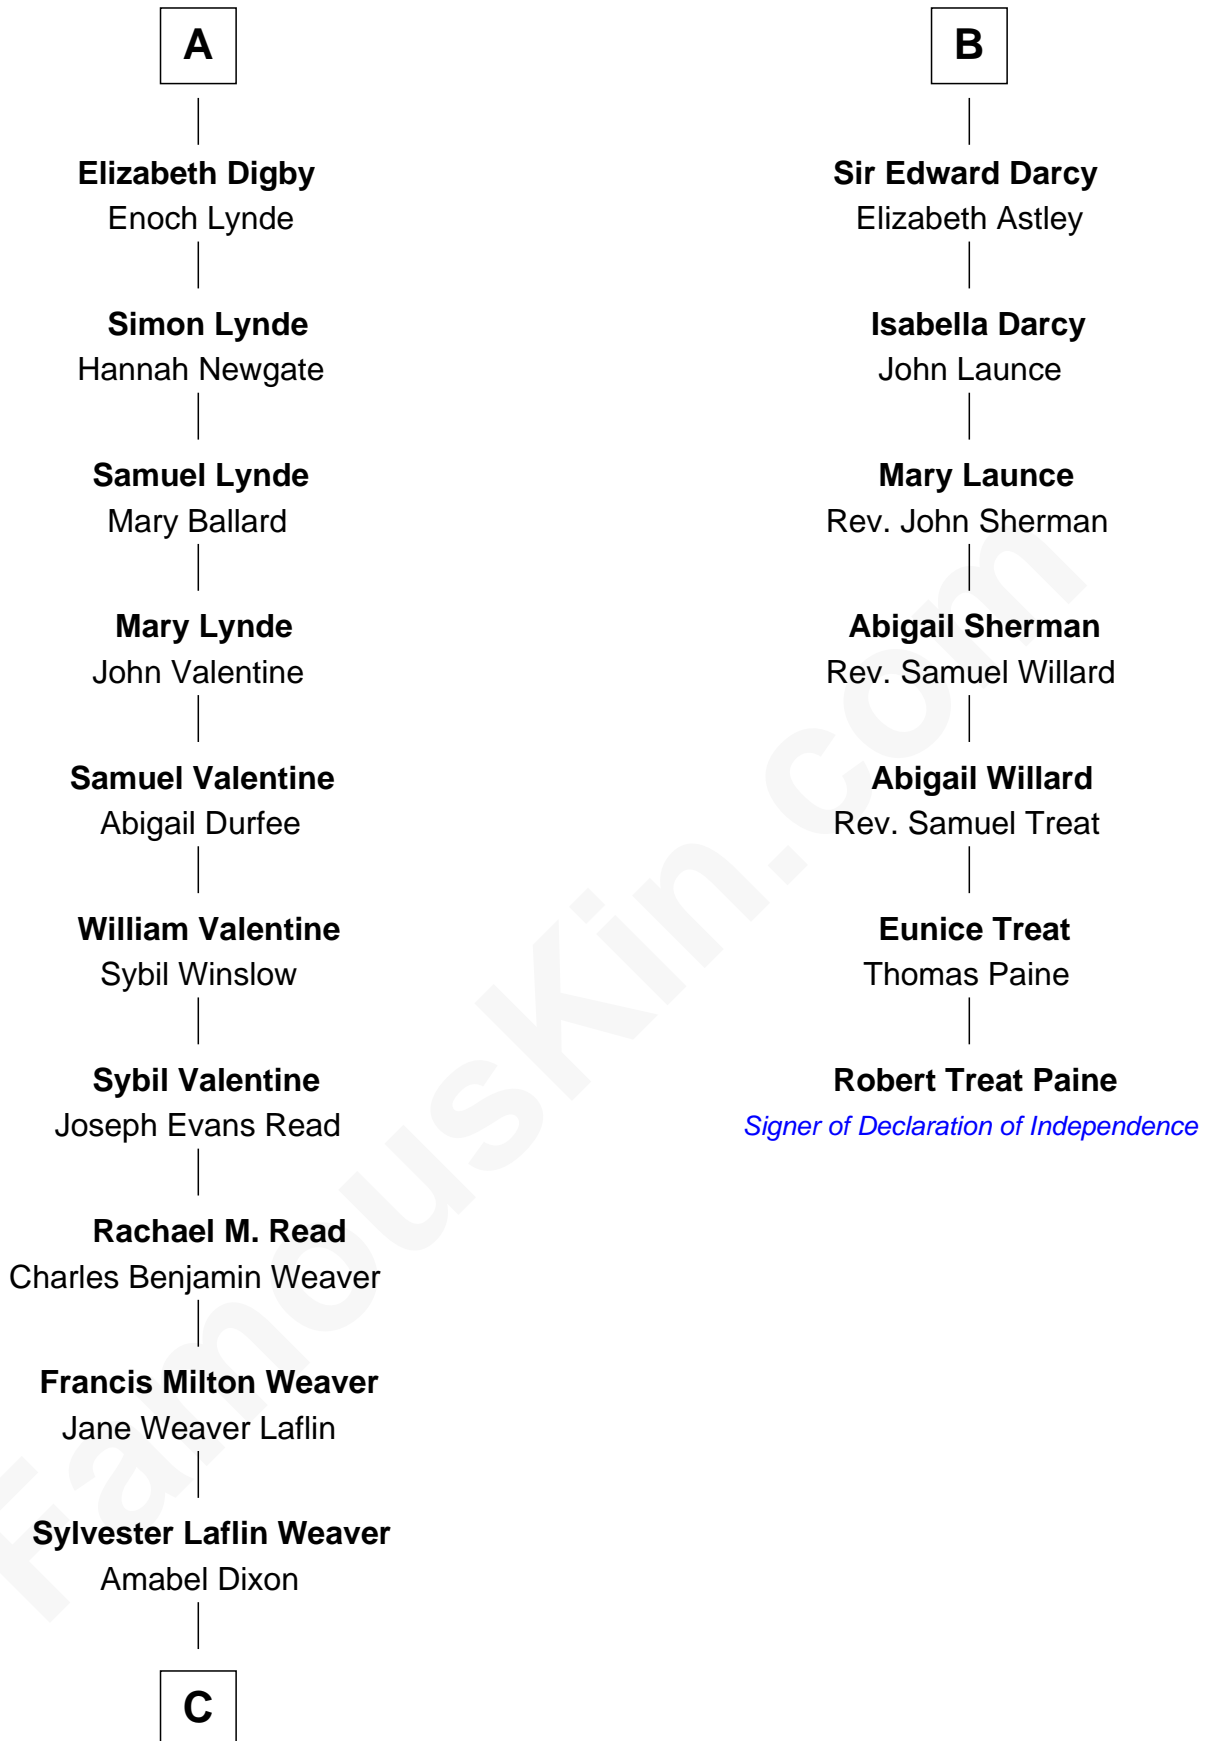 A
Elizabeth Digby
Enoch Lynde
Simon Lynde
Hannah Newgate
Samuel Lynde
Mary Ballard
Mary Lynde
John Valentine
Samuel Valentine
Abigail Durfee
William Valentine
Sybil Winslow
Sybil Valentine
Joseph Evans Read
Rachael M. Read
Charles Benjamin Weaver
Francis Milton Weaver
Jane Weaver Laflin
Sylvester Laflin Weaver
Amabel Dixon
C
B
Sir Edward Darcy
Elizabeth Astley
Isabella Darcy
John Launce
Mary Launce
Rev. John Sherman
Abigail Sherman
Rev. Samuel Willard
Abigail Willard
Rev. Samuel Treat
Eunice Treat
Thomas Paine
Robert Treat Paine
Signer of Declaration of Independence
FamousKin.com